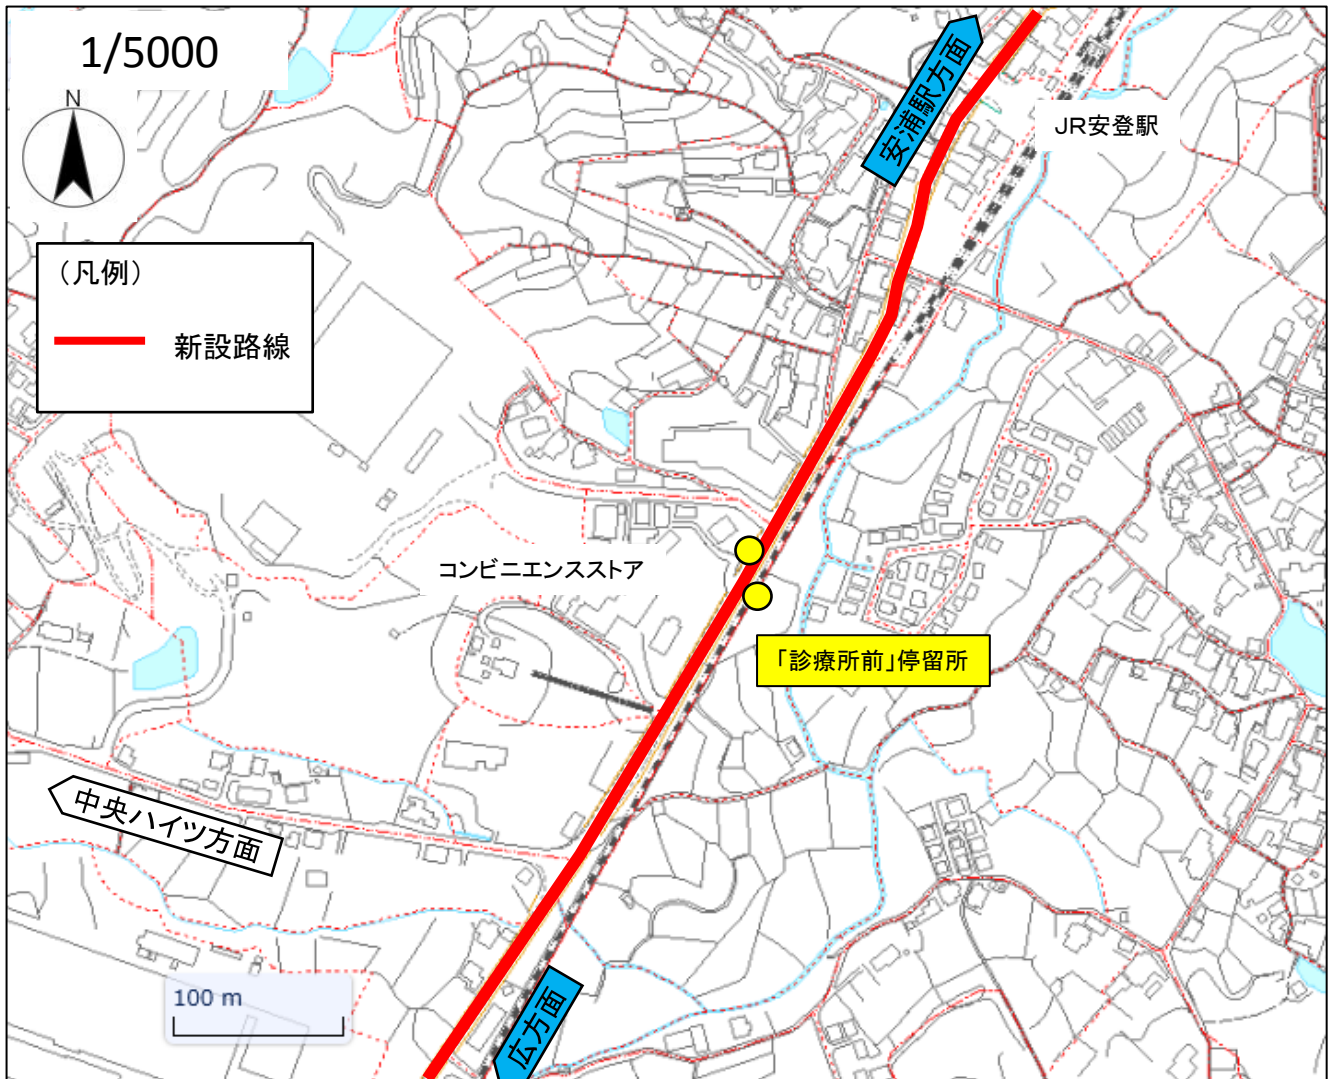 1/5000
N
安浦駅方面
JR安登駅
（凡例）
新設路線
コンビニエンスストア
「診療所前」停留所
中央ハイツ方面
100 m
広方面